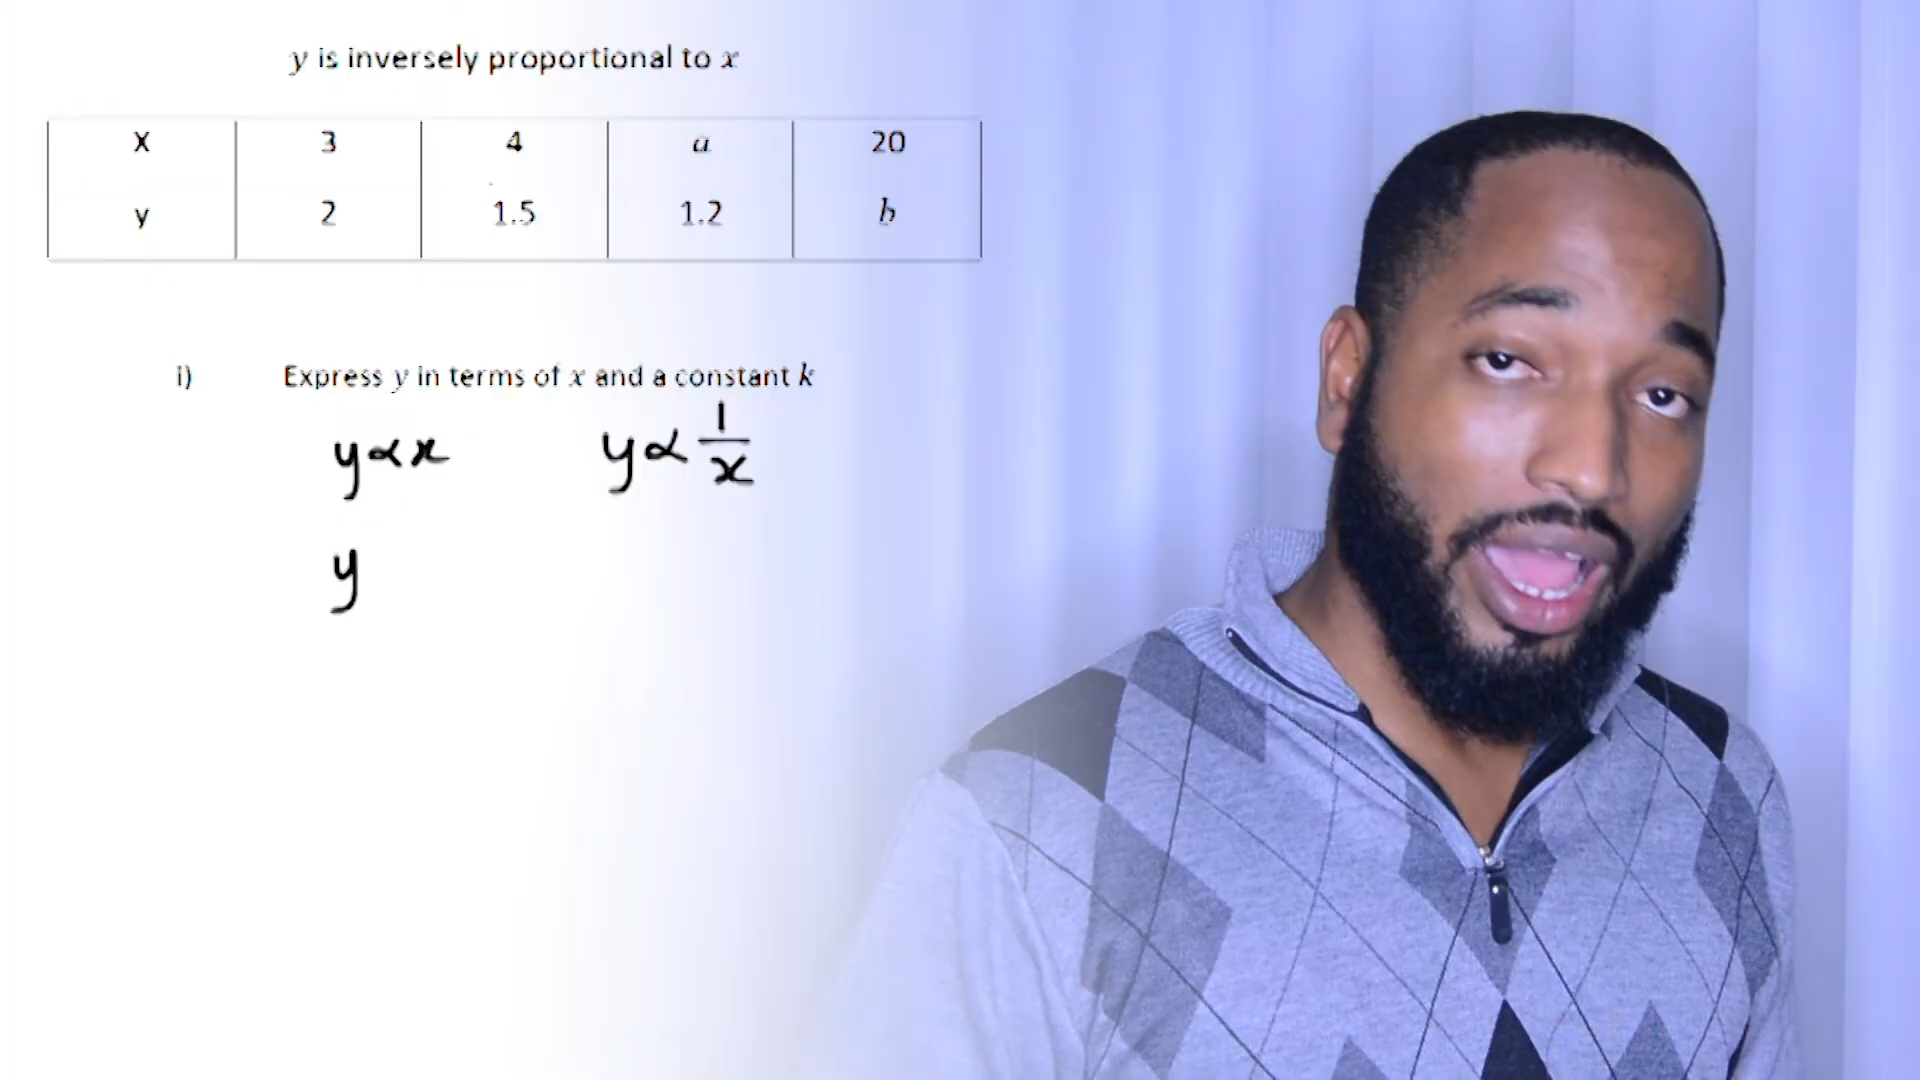 y is inversely proportional to x
X 3 4 a 20
y 2 1.5 1.2 b
i) Express y in terms of x and a constant k
y∝x y∝1/x
y